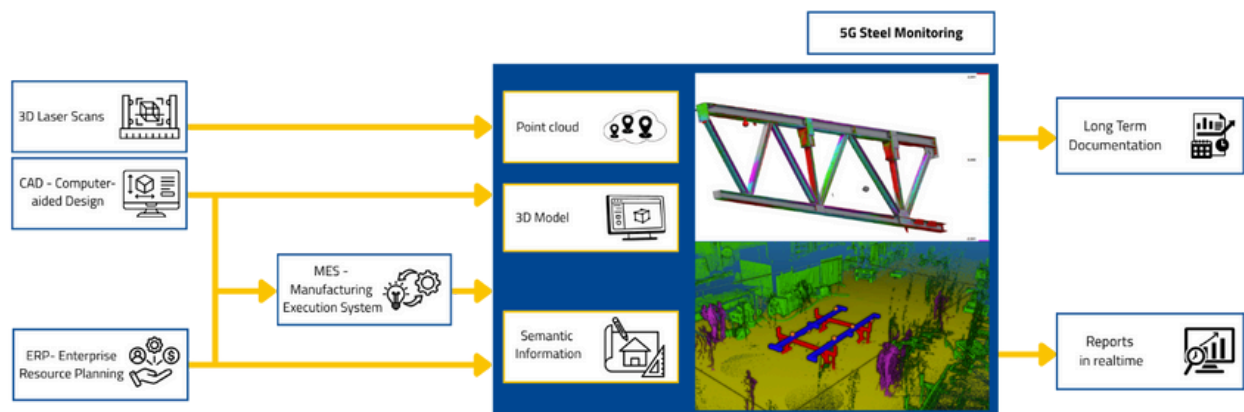 5G Steel Monitoring
3D Laser Scans
Point cloud
Long Term
Documentation
CAD - Computer-
aided Design
3D Model
MES -
Manufacturing
Execution System
Semantic
Information
ERP- Enterprise
Resource Planning
Reports
in realtime